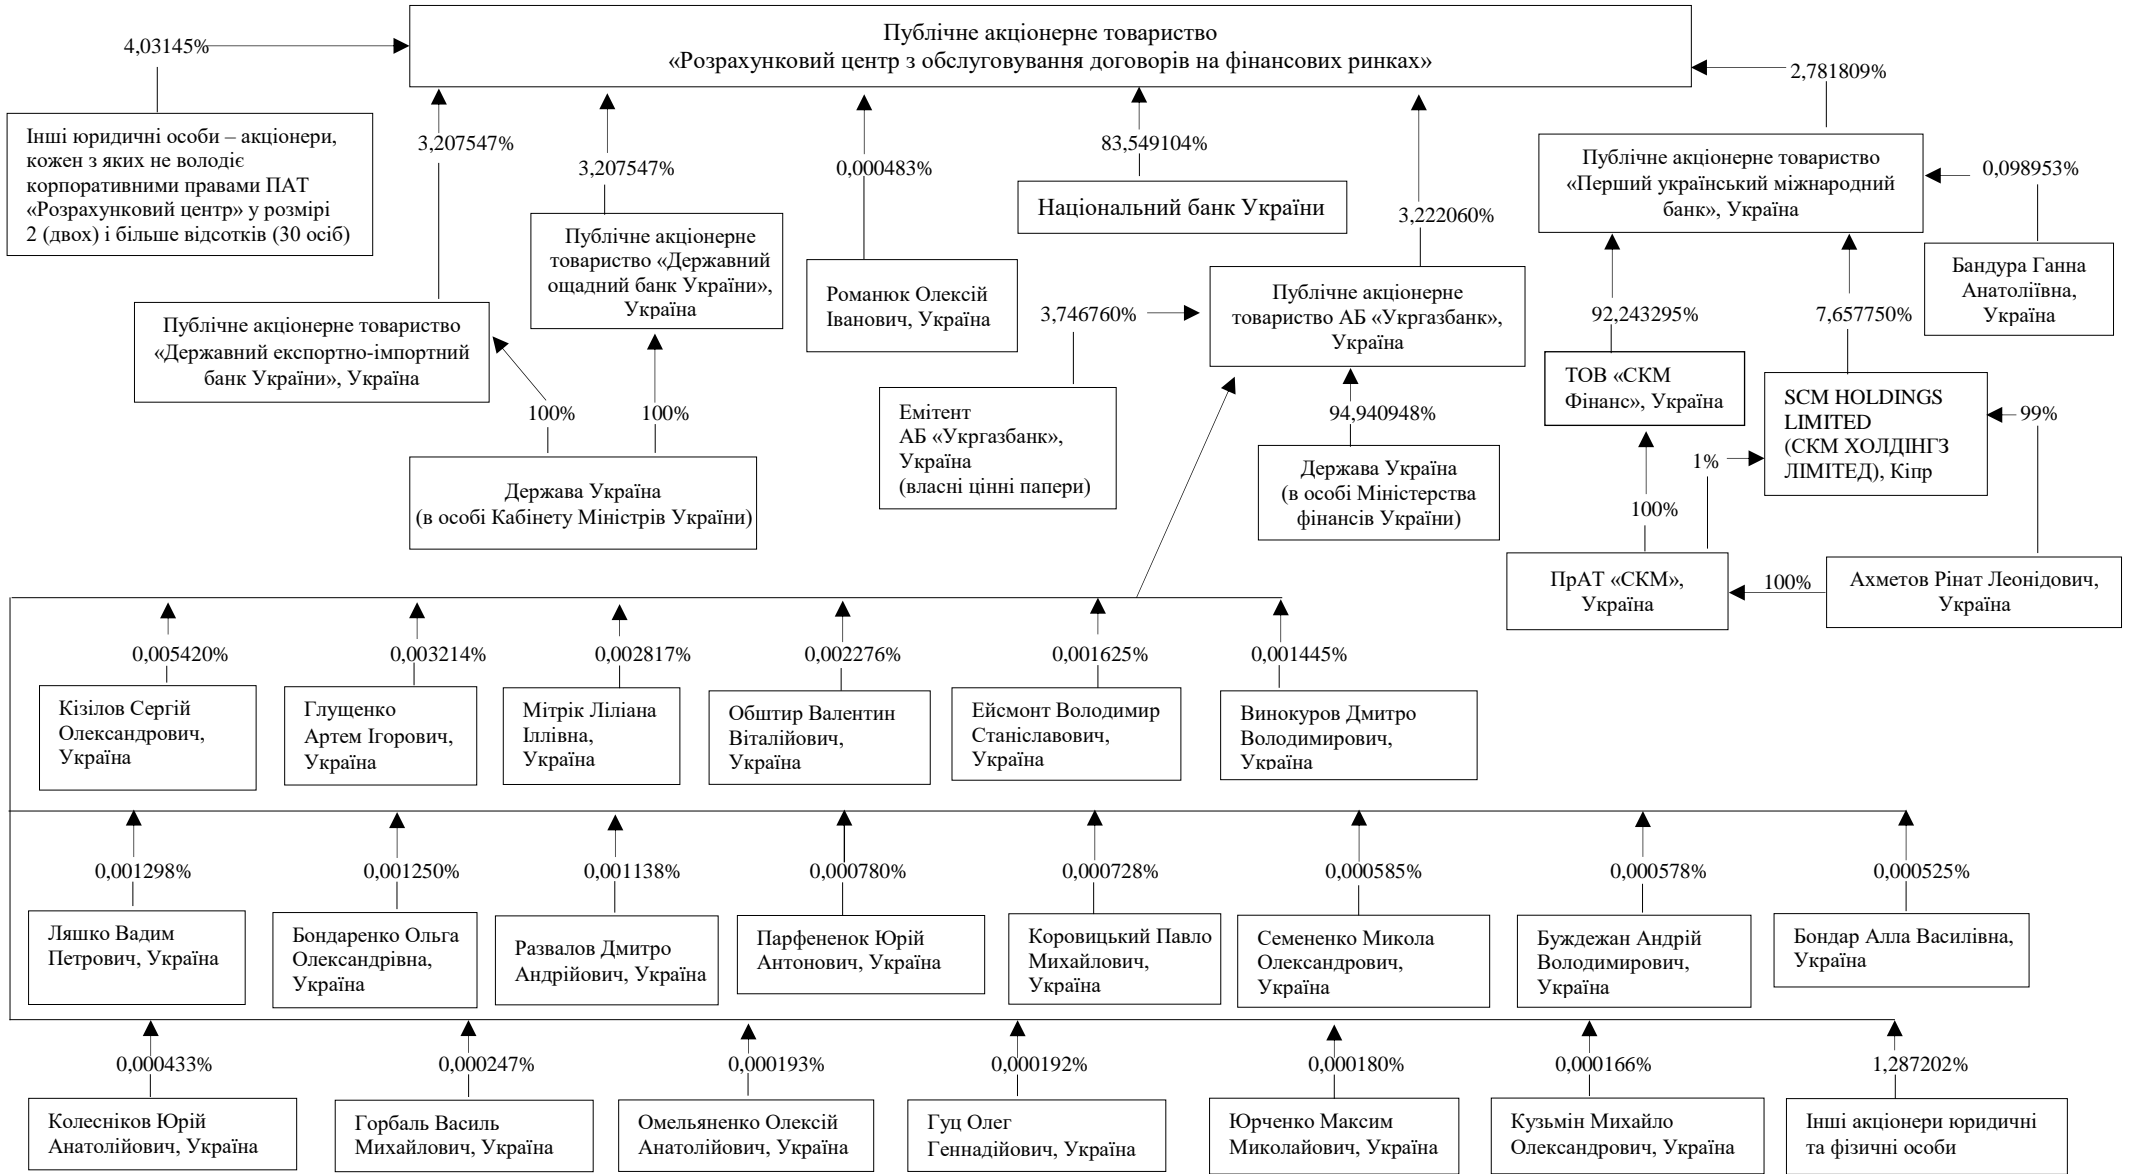 Публічне акціонерне товариство
«Розрахунковий центр з обслуговування договорів на фінансових ринках»
4,03145%
2,781809%
Інші юридичні особи – акціонери,
кожен з яких не володіє
корпоративними правами ПАТ
«Розрахунковий центр» у розмірі
2 (двох) і більше відсотків (30 осіб)
3,207547%
3,207547%
0,000483%
83,549104%
3,222060%
Публічне акціонерне товариство
«Державний експортно-імпортний
банк України», Україна
Публічне акціонерне
товариство «Державний
ощадний банк України»,
Україна
Романюк Олексій
Іванович, Україна
Національний банк України
Публічне акціонерне
товариство АБ «Укргазбанк»,
Україна
Публічне акціонерне товариство
«Перший український міжнародний
банк», Україна
0,098953%
Бандура Ганна
Анатоліївна,
Україна
3,746760%
92,243295%
7,657750%
100%
100%
Держава Україна
(в особі Кабінету Міністрів України)
Емітент
АБ «Укргазбанк»,
Україна
(власні цінні папери)
94,940948%
Держава Україна
(в особі Міністерства
фінансів України)
ТОВ «СКМ
Фінанс», Україна
SCM HOLDINGS
LIMITED
(СКМ ХОЛДІНГЗ
ЛІМІТЕД), Кіпр
99%
1%
100%
ПрАТ «СКМ»,
Україна
100%
Ахметов Рінат Леонідович,
Україна
0,005420%
0,003214%
0,002817%
0,002276%
0,001625%
0,001445%
Кізілов Сергій
Олександрович,
Україна
Глущенко
Артем Ігорович,
Україна
Мітрік Ліліана
Іллівна,
Україна
Обштир Валентин
Віталійович,
Україна
Ейсмонт Володимир
Станіславович,
Україна
Винокуров Дмитро
Володимирович,
Україна
0,001298%
0,001250%
0,001138%
0,000780%
0,000728%
0,000585%
0,000578%
0,000525%
Ляшко Вадим
Петрович, Україна
Бондаренко Ольга
Олександрівна,
Україна
Развалов Дмитро
Андрійович, Україна
Парфененок Юрій
Антонович, Україна
Коровицький Павло
Михайлович,
Україна
Семененко Микола
Олександрович,
Україна
Буждежан Андрій
Володимирович,
Україна
Бондар Алла Василівна,
Україна
0,000433%
0,000247%
0,000193%
0,000192%
0,000180%
0,000166%
1,287202%
Колесніков Юрій
Анатолійович, Україна
Горбаль Василь
Михайлович, Україна
Омельяненко Олексій
Анатолійович, Україна
Гуц Олег
Геннадійович, Україна
Юрченко Максим
Миколайович, Україна
Кузьмін Михайло
Олександрович, Україна
Інші акціонери юридичні
та фізичні особи